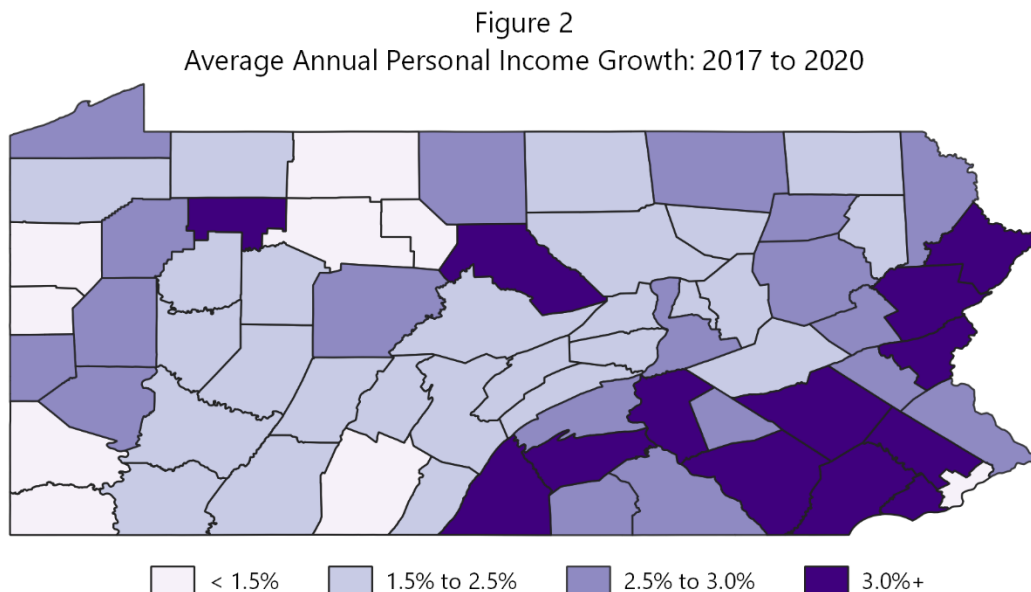 Figure 2
Average Annual Personal Income Growth: 2017 to 2020
< 1.5% 1.5% to 2.5% 2.5% to 3.0% 3.0%+